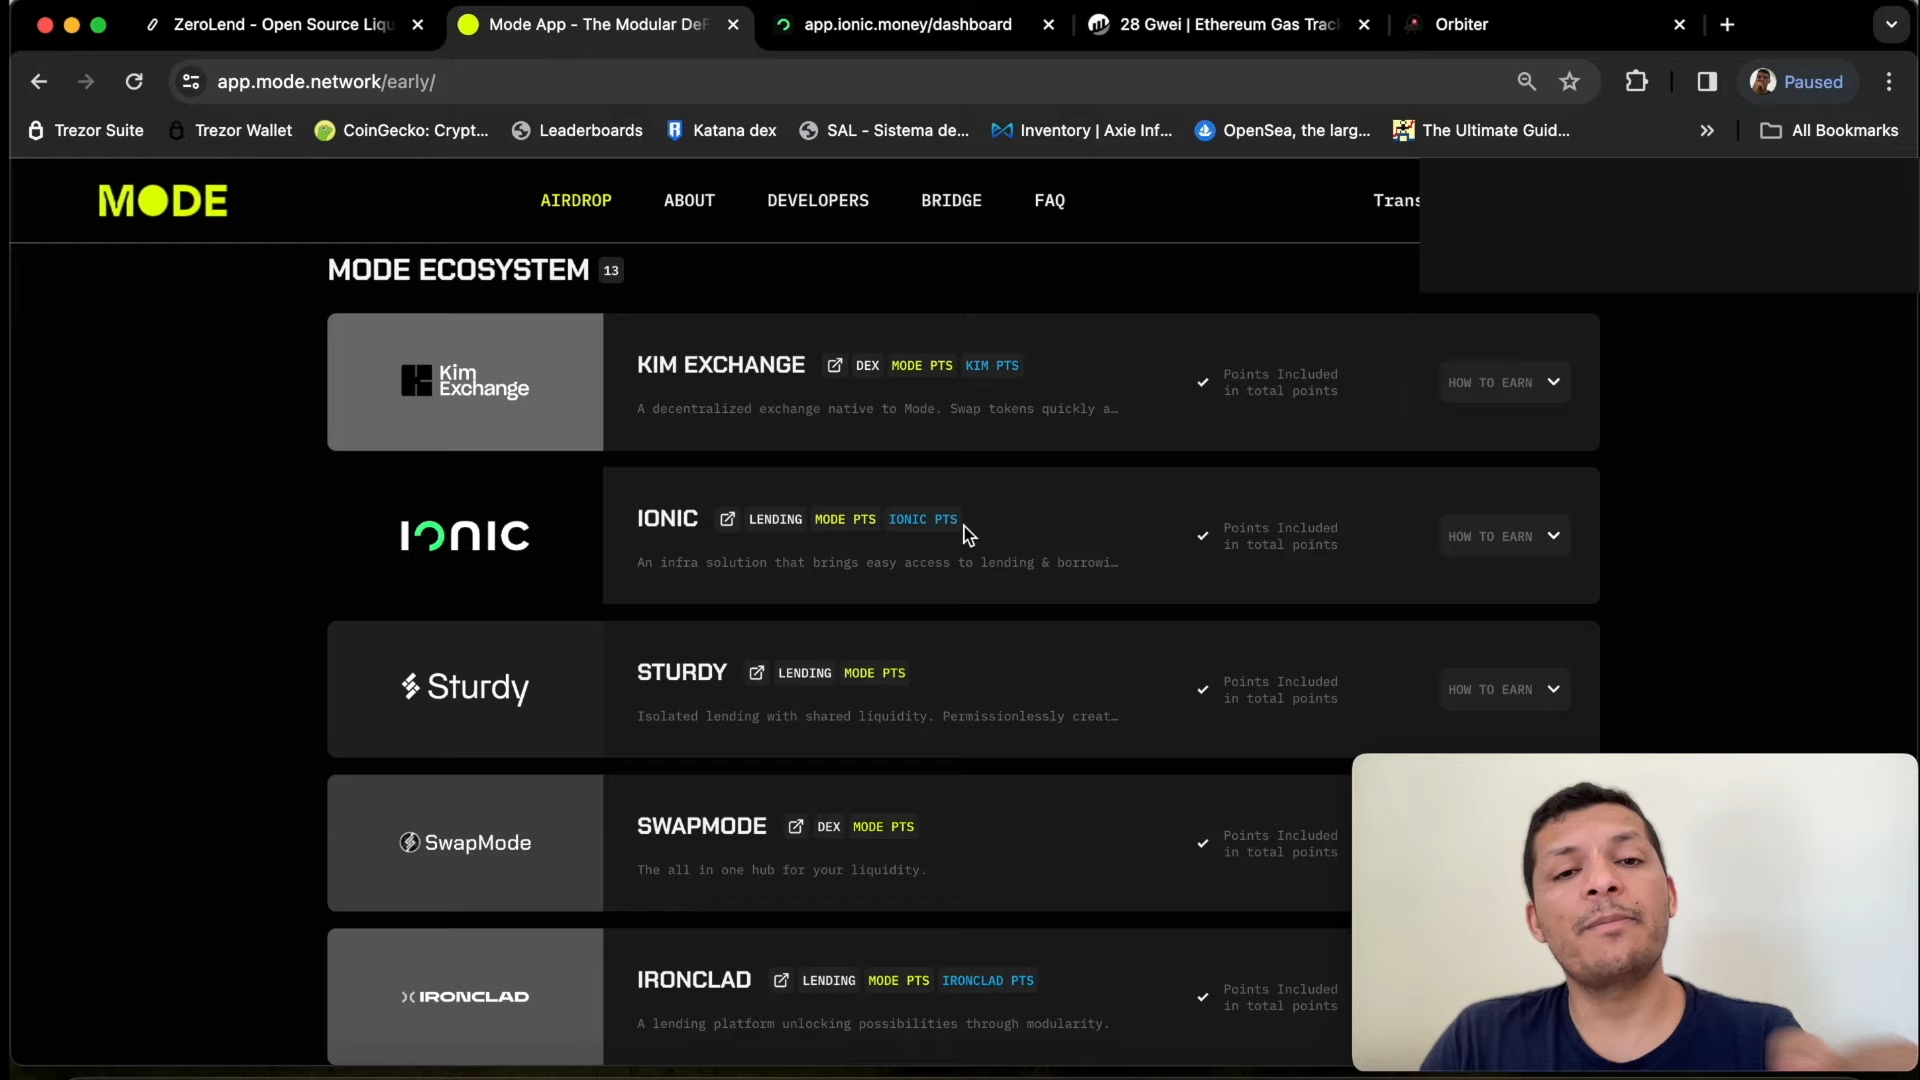 ZeroLend - Open Source Liqu
Mode App - The Modular DeF
app.ionic.money/dashboard
28 Gwei | Ethereum Gas Trac
Orbiter
app.mode.network/early/
Paused
Trezor Suite
Trezor Wallet
CoinGecko: Crypt...
Leaderboards
Katana dex
SAL - Sistema de...
Inventory | Axie Inf...
OpenSea, the larg...
The Ultimate Guid...
All Bookmarks
MODE
AIRDROP
ABOUT
DEVELOPERS
BRIDGE
FAQ
Trans
MODE ECOSYSTEM 13
Kim
Exchange
KIM EXCHANGE DEX MODE PTS KIM PTS
A decentralized exchange native to Mode. Swap tokens quickly a…
Points Included
in total points
HOW TO EARN
IONIC
IONIC LENDING MODE PTS IONIC PTS
An infra solution that brings easy access to lending & borrowi…
Points Included
in total points
HOW TO EARN
Sturdy
STURDY LENDING MODE PTS
Isolated lending with shared liquidity. Permissionlessly creat…
Points Included
in total points
HOW TO EARN
SwapMode
SWAPMODE DEX MODE PTS
The all in one hub for your liquidity.
Points Included
in total points
IRONCLAD
IRONCLAD LENDING MODE PTS IRONCLAD PTS
A lending platform unlocking possibilities through modularity.
Points Included
in total points